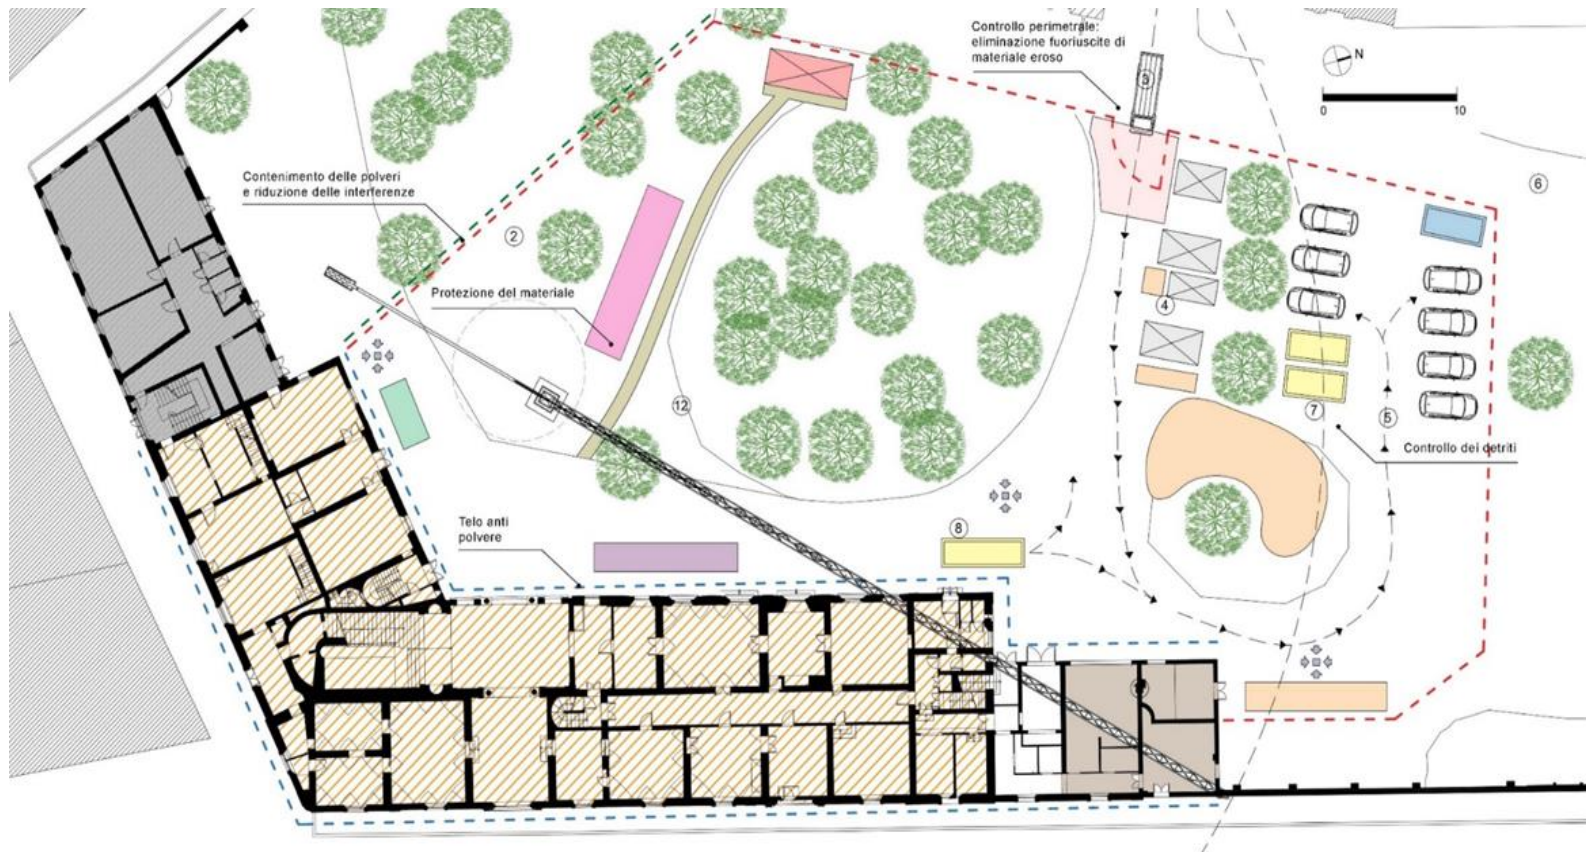 Controllo perimetrale:
eliminazione fuoriuscite di
materiale eroso
N
0 10
3
Contenimento delle polveri
e riduzione delle interferenze
6
2
Protezione del materiale
4
12
7
5
Controllo dei detriti
Telo anti
polvere
8